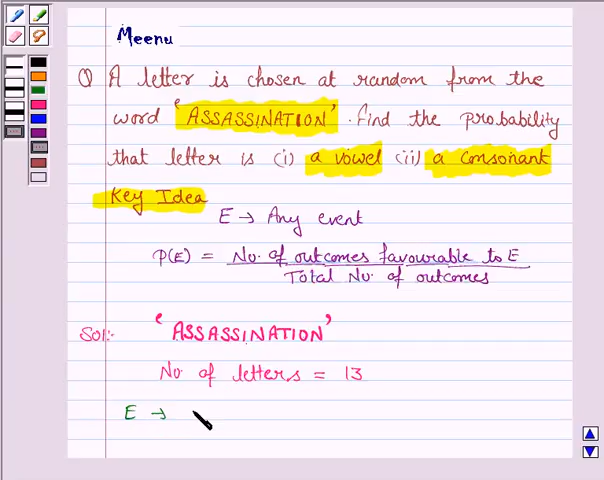 Meenu
Q A letter is chosen at random from the
word 'ASSASSINATION'. Find the probability
that letter is (i) a vowel (ii) a consonant
Key Idea
E → Any event
P(E) = No. of outcomes favourable to E
Total No. of outcomes
Sol:- 'ASSASSINATION'
No. of letters = 13
E →